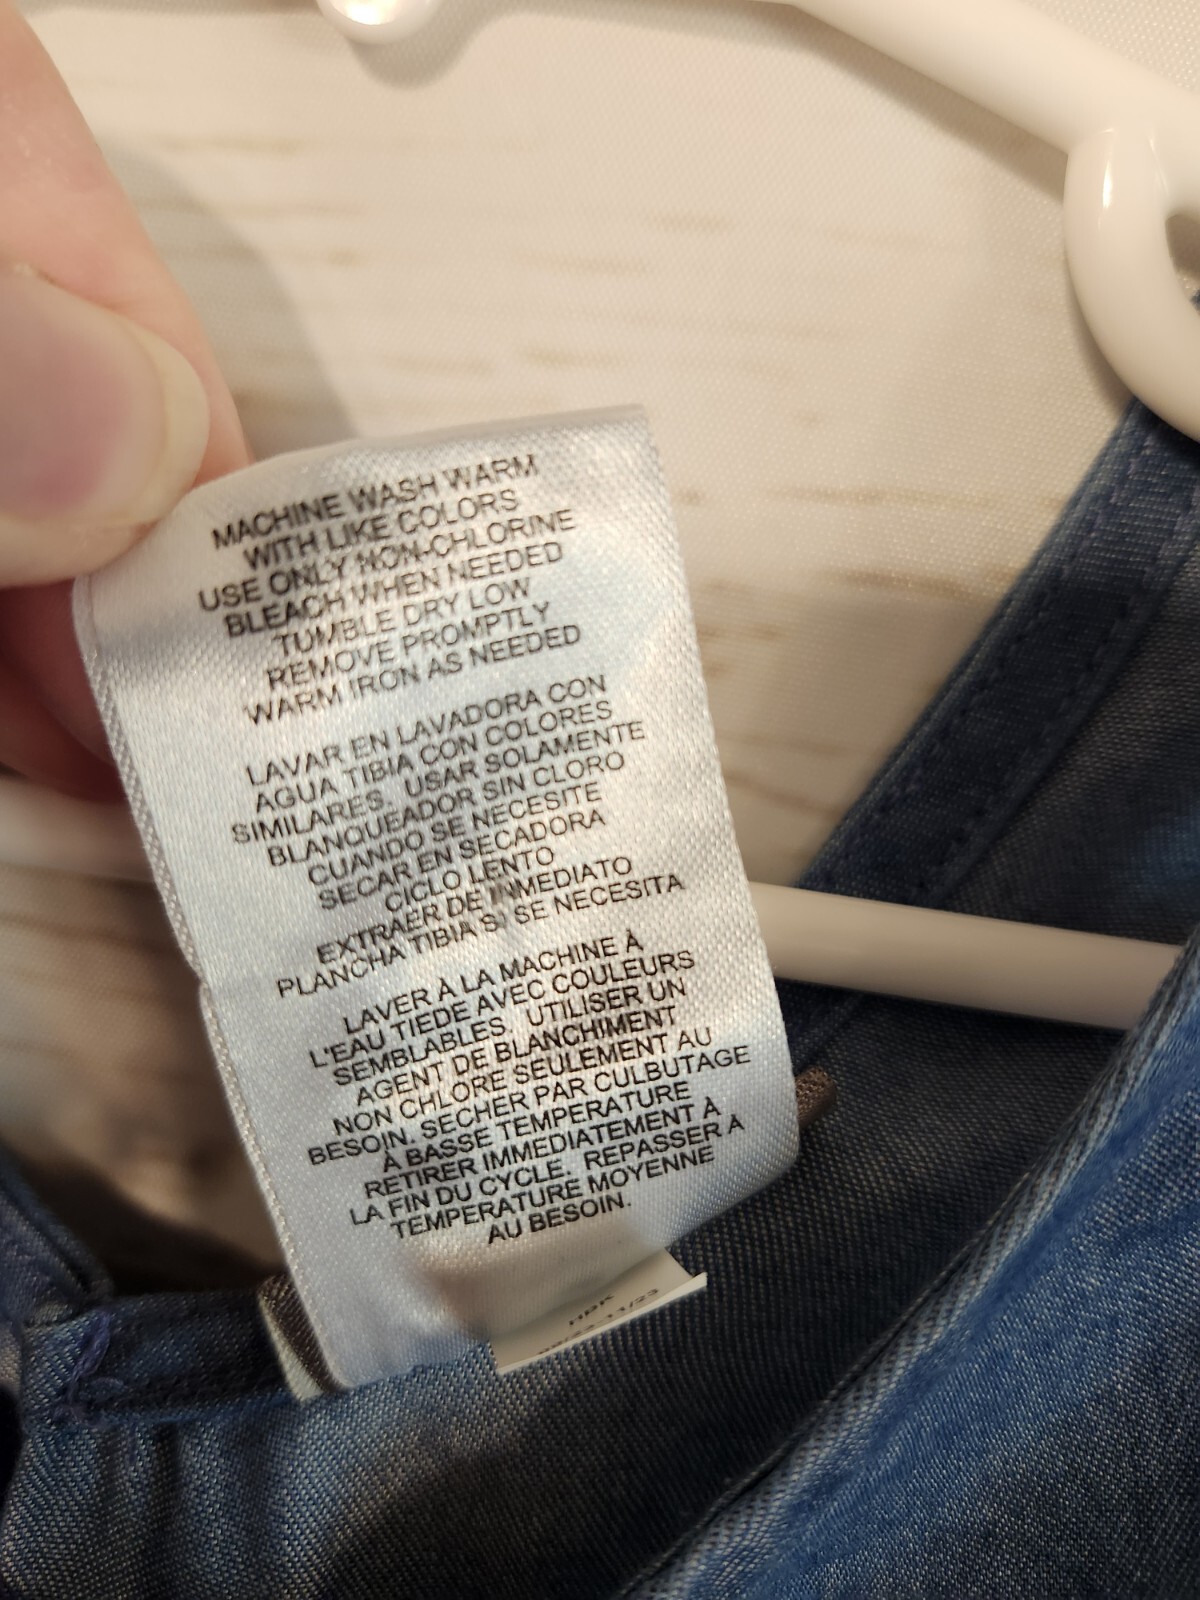 MACHINE WASH WARM
WITH LIKE COLORS
USE ONLY NON-CHLORINE
BLEACH WHEN NEEDED
TUMBLE DRY LOW
REMOVE PROMPTLY
WARM IRON AS NEEDED
LAVAR EN LAVADORA CON
AGUA TIBIA CON COLORES
SIMILARES. USAR SOLAMENTE
BLANQUEADOR SIN CLORO
CUANDO SE NECESITE
SECAR EN SECADORA
CICLO LENTO
EXTRAER DE INMEDIATO
PLANCHA TIBIA SI SE NECESITA
LAVER À LA MACHINE À
L'EAU TIEDE AVEC COULEURS
SEMBLABLES. UTILISER UN
AGENT DE BLANCHIMENT
NON CHLORE SEULEMENT AU
BESOIN. SECHER PAR CULBUTAGE
À BASSE TEMPERATURE
RETIRER IMMEDIATEMENT À
LA FIN DU CYCLE. REPASSER À
TEMPERATURE MOYENNE
AU BESOIN.
HBK